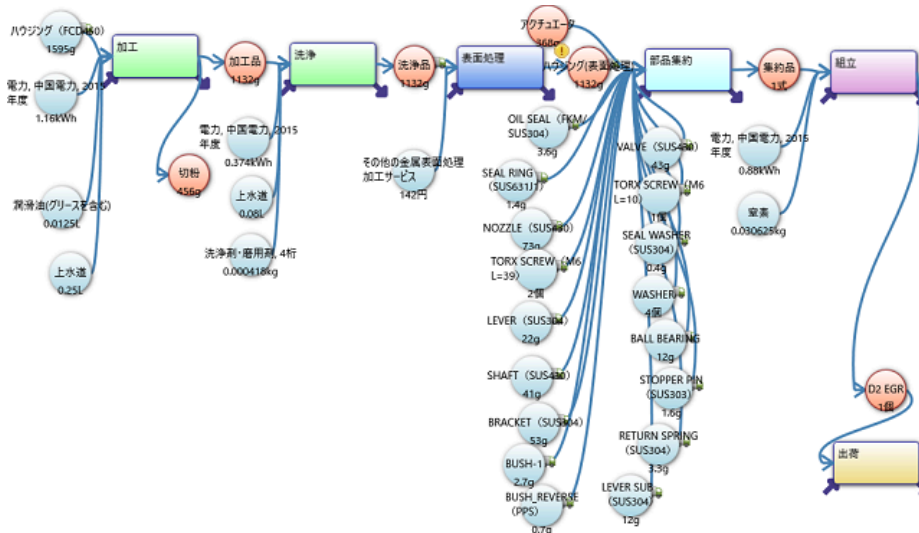 ハウジング（FCD450）
1595g
電力, 中国電力, 2015
年度
1.16kWh
潤滑油(グリースを含む)
0.0125L
上水道
0.25L
加工
加工品
1132g
切粉
456g
洗浄
電力, 中国電力, 2015
年度
0.374kWh
上水道
0.08L
洗浄剤・磨用剤, 4桁
0.000418kg
洗浄品
1132g
表面処理
その他の金属表面処理
加工サービス
142円
アクチュエータ
368g
ハウジング(表面処理)
1132g
OIL SEAL（FKM/
SUS304）
3.6g
SEAL RING
（SUS631J1）
1.4g
NOZZLE（SUS430）
73g
TORX SCREW（M6
L=39）
2個
LEVER（SUS304）
22g
SHAFT（SUS430）
41g
BRACKET（SUS304）
53g
BUSH-1
2.7g
BUSH_REVERSE
（PPS）
0.7g
部品集約
VALVE（SUS430）
43g
TORX SCREW（M6
L=10）
1個
SEAL WASHER
（SUS304）
0.4g
WASHER
4個
BALL BEARING
12g
STOPPER PIN
（SUS303）
1.6g
RETURN SPRING
（SUS304）
3.3g
LEVER SUB
（SUS304）
12g
集約品
電力, 中国電力, 2015
年度
0.88kWh
窒素
0.030625kg
組立
D2 EGR
1個
出荷